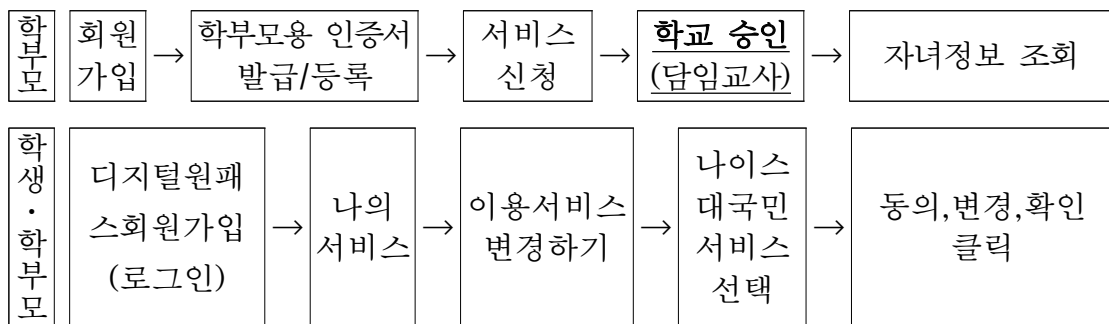 학부모
회원
가입
→
학부모용 인증서
발급/등록
→
서비스
신청
→
학교 승인
(담임교사)
→
자녀정보 조회
학생·학부모
디지털원패
스회원가입
(로그인)
→
나의
서비스
→
이용서비스
변경하기
→
나이스
대국민
서비스
선택
→
동의,변경,확인
클릭